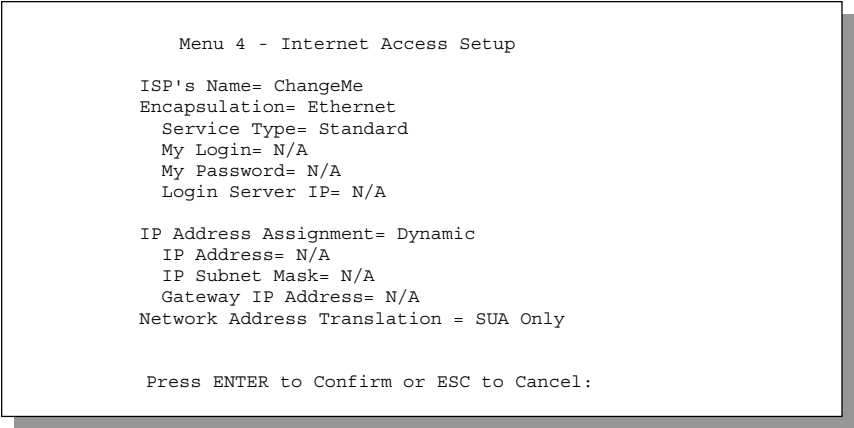 Menu 4 - Internet Access Setup
ISP's Name= ChangeMe
Encapsulation= Ethernet
Service Type= Standard
My Login= N/A
My Password= N/A
Login Server IP= N/A
IP Address Assignment= Dynamic
IP Address= N/A
IP Subnet Mask= N/A
Gateway IP Address= N/A
Network Address Translation = SUA Only
Press ENTER to Confirm or ESC to Cancel: